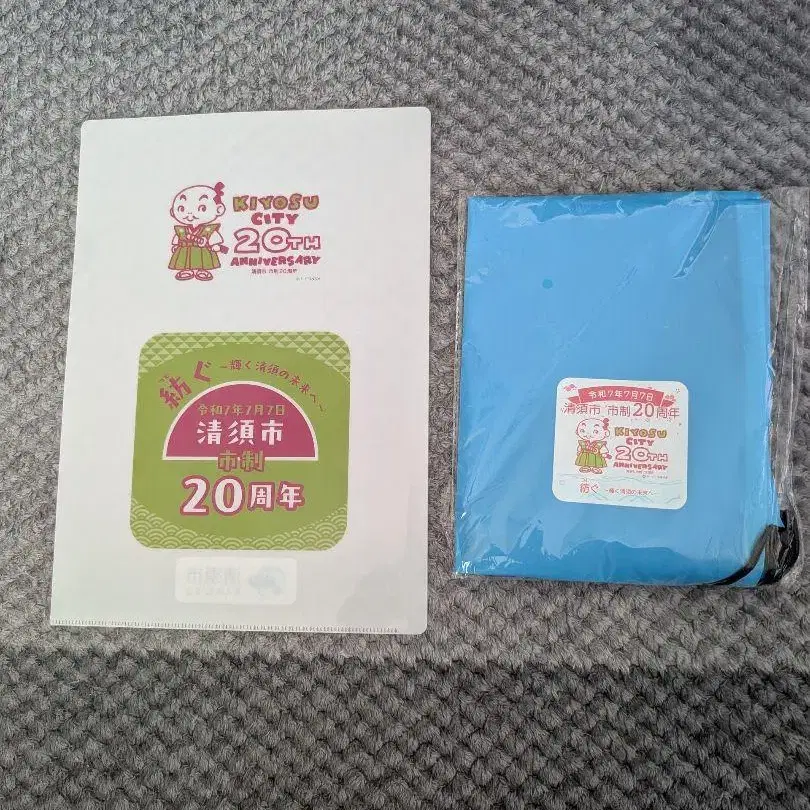 KIYOSU
CITY
20TH
ANNIVERSARY
清須市 市制20周年
紡ぐ
～輝く清須の未来へ～
令和7年7月7日
清須市
市制
20周年
清須市
令和7年7月7日
清須市 市制20周年
KIYOSU
CITY
20TH
ANNIVERSARY
紡ぐ
～輝く清須の未来へ～